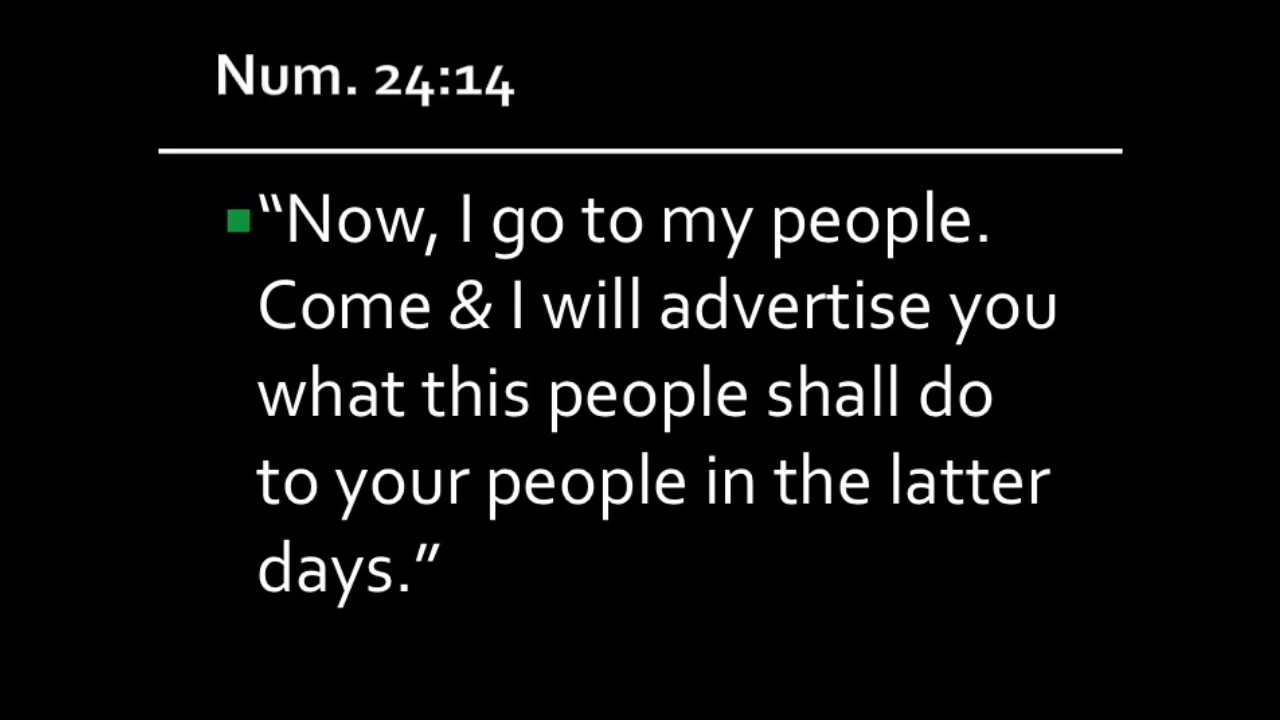 Num. 24:14
“Now, I go to my people.
Come & I will advertise you
what this people shall do
to your people in the latter
days.”